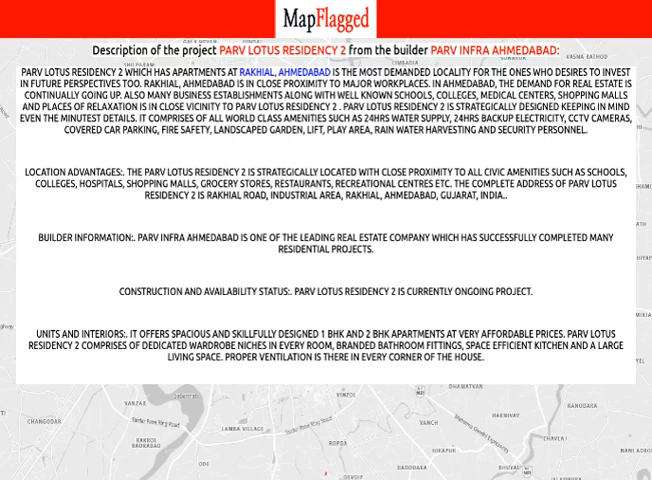 MapFlagged
Description of the project PARV LOTUS RESIDENCY 2 from the builder PARV INFRA AHMEDABAD:
VASNA RATHOD
PARV LOTUS RESIDENCY 2 WHICH HAS APARTMENTS AT RAKHIAL, AHMEDABAD IS THE MOST DEMANDED LOCALITY FOR THE ONES WHO DESIRES TO INVEST
IN FUTURE PERSPECTIVES TOO. RAKHIAL, AHMEDABAD IS IN CLOSE PROXIMITY TO MAJOR WORKPLACES. IN AHMEDABAD, THE DEMAND FOR REAL ESTATE IS
CONTINUALLY GOING UP. ALSO MANY BUSINESS ESTABLISHMENTS ALONG WITH WELL KNOWN SCHOOLS, COLLEGES, MEDICAL CENTERS, SHOPPING MALLS
AND PLACES OF RELAXATION IS IN CLOSE VICINITY TO PARV LOTUS RESIDENCY 2 . PARV LOTUS RESIDENCY 2 IS STRATEGICALLY DESIGNED KEEPING IN MIND
EVEN THE MINUTEST DETAILS. IT COMPRISES OF ALL WORLD CLASS AMENITIES SUCH AS 24HRS WATER SUPPLY, 24HRS BACKUP ELECTRICITY, CCTV CAMERAS,
COVERED CAR PARKING, FIRE SAFETY, LANDSCAPED GARDEN, LIFT, PLAY AREA, RAIN WATER HARVESTING AND SECURITY PERSONNEL.
LOCATION ADVANTAGES:. THE PARV LOTUS RESIDENCY 2 IS STRATEGICALLY LOCATED WITH CLOSE PROXIMITY TO ALL CIVIC AMENITIES SUCH AS SCHOOLS,
COLLEGES, HOSPITALS, SHOPPING MALLS, GROCERY STORES, RESTAURANTS, RECREATIONAL CENTRES ETC. THE COMPLETE ADDRESS OF PARV LOTUS
RESIDENCY 2 IS RAKHIAL ROAD, INDUSTRIAL AREA, RAKHIAL, AHMEDABAD, GUJARAT, INDIA..
BUILDER INFORMATION:. PARV INFRA AHMEDABAD IS ONE OF THE LEADING REAL ESTATE COMPANY WHICH HAS SUCCESSFULLY COMPLETED MANY
RESIDENTIAL PROJECTS.
CONSTRUCTION AND AVAILABILITY STATUS:. PARV LOTUS RESIDENCY 2 IS CURRENTLY ONGOING PROJECT.
UNITS AND INTERIORS:. IT OFFERS SPACIOUS AND SKILLFULLY DESIGNED 1 BHK AND 2 BHK APARTMENTS AT VERY AFFORDABLE PRICES. PARV LOTUS
RESIDENCY 2 COMPRISES OF DEDICATED WARDROBE NICHES IN EVERY ROOM, BRANDED BATHROOM FITTINGS, SPACE EFFICIENT KITCHEN AND A LARGE
LIVING SPACE. PROPER VENTILATION IS THERE IN EVERY CORNER OF THE HOUSE.
VANZAR
CHANGODAR
LAMBA VILLAGE
VANCH
HARNIYAT
RANODARA
CHAVLAJ
ROPDA
ODE
MAPFLAGGED